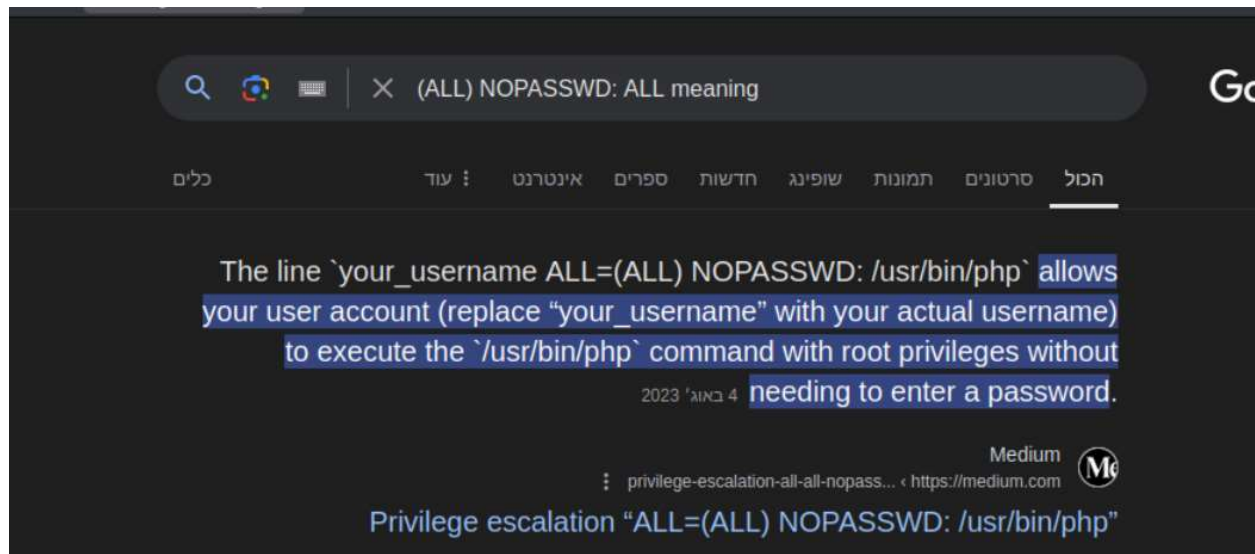 (ALL) NOPASSWD: ALL meaning
הכול סרטונים תמונות שופינג חדשות ספרים אינטרנט עוד כלים
The line `your_username ALL=(ALL) NOPASSWD: /usr/bin/php` allows
your user account (replace “your_username” with your actual username)
to execute the `/usr/bin/php` command with root privileges without
needing to enter a password. 4 באוג׳ 2023
Medium
https://medium.com › privilege-escalation-all-all-nopass...
Privilege escalation “ALL=(ALL) NOPASSWD: /usr/bin/php”